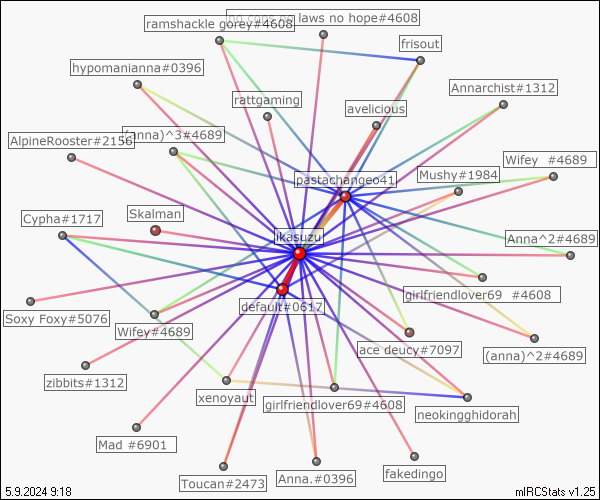 no cops no laws no hope#4608
ramshackle gorey#4608
frisout
hypomanianna#0396
Annarchist#1312
rattgaming
avelicious
(anna)^3#4689
AlpineRooster#2156
Wifey #4689
Mushy#1984
pastachangeo41
Skalman
Cypha#1717
ikasuzu
Anna^2#4689
girlfriendlover69 #4608
default#0617
Soxy Foxy#5076
Wifey#4689
ace deucy#7097
(anna)^2#4689
zibbits#1312
xenoyaut
girlfriendlover69#4608
neokingghidorah
Mad #6901
Toucan#2473
Anna.#0396
fakedingo
5.9.2024 9:18
mIRCStats v1.25